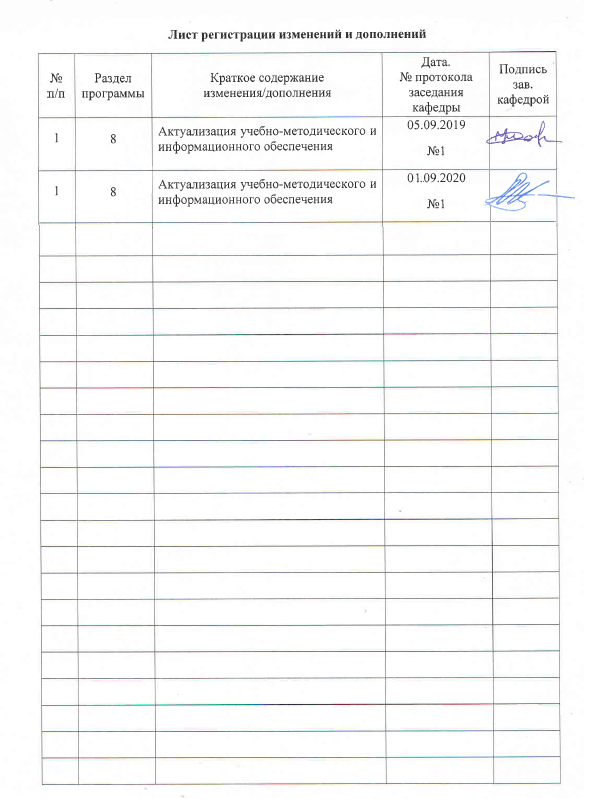 Лист регистрации изменений и дополнений
№ п/п
Раздел программы
Краткое содержание изменения/дополнения
Дата. № протокола заседания кафедры
Подпись зав. кафедрой
1
8
Актуализация учебно-методического и
информационного обеспечения
05.09.2019
№1
1
8
Актуализация учебно-методического и
информационного обеспечения
01.09.2020
№1